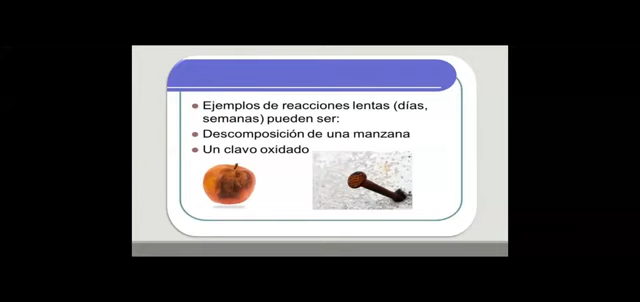 Ejemplos de reacciones lentas (días,
semanas) pueden ser:
Descomposición de una manzana
Un clavo oxidado